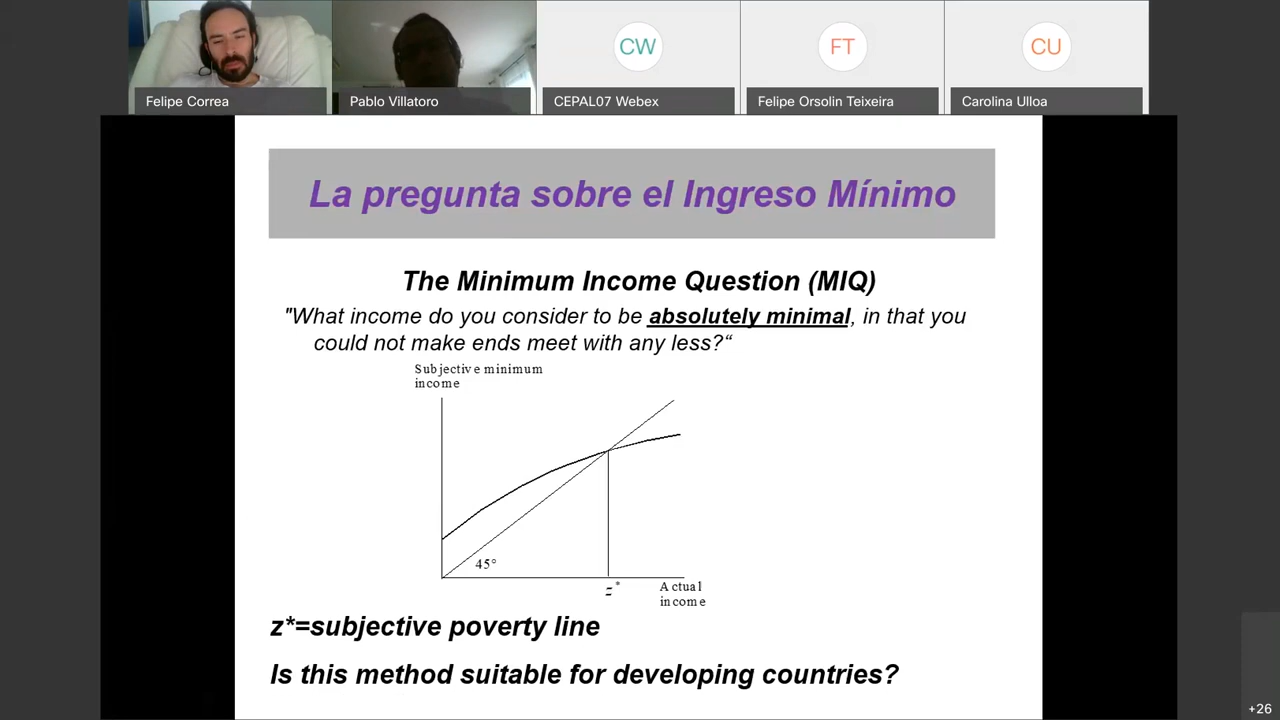 CW
FT
CU
Felipe Correa
Pablo Villatoro
CEPAL07 Webex
Felipe Orsolin Teixeira
Carolina Ulloa
La pregunta sobre el Ingreso Mínimo
The Minimum Income Question (MIQ)
"What income do you consider to be absolutely minimal, in that you
could not make ends meet with any less?“
Subjective minimum
income
45°
z*
Actual
income
z*=subjective poverty line
Is this method suitable for developing countries?
+26